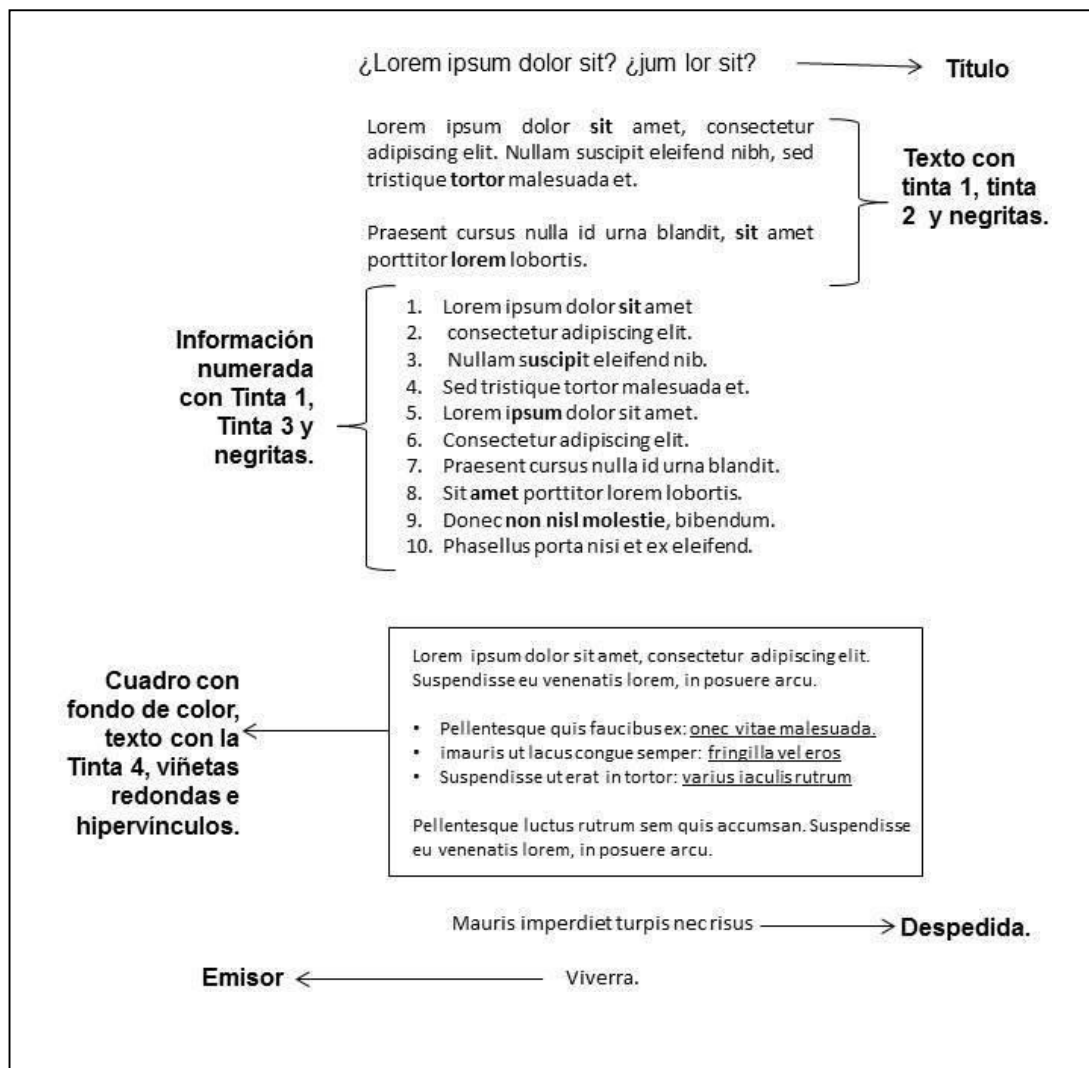 ¿Lorem ipsum dolor sit? ¿jum lor sit?
Título
Lorem ipsum dolor sit amet, consectetur
adipiscing elit. Nullam suscipit eleifend nibh, sed
tristique tortor malesuada et.
Praesent cursus nulla id urna blandit, sit amet
porttitor lorem lobortis.
Texto con
tinta 1, tinta
2 y negritas.
Información
numerada
con Tinta 1,
Tinta 3 y
negritas.
1. Lorem ipsum dolor sit amet
2. consectetur adipiscing elit.
3. Nullam suscipit eleifend nib.
4. Sed tristique tortor malesuada et.
5. Lorem ipsum dolor sit amet.
6. Consectetur adipiscing elit.
7. Praesent cursus nulla id urna blandit.
8. Sit amet porttitor lorem lobortis.
9. Donec non nisl molestie, bibendum.
10. Phasellus porta nisi et ex eleifend.
Cuadro con
fondo de color,
texto con la
Tinta 4, viñetas
redondas e
hipervínculos.
Lorem ipsum dolor sit amet, consectetur adipiscing elit.
Suspendisse eu venenatis lorem, in posuere arcu.
• Pellentesque quis faucibus ex: onec vitae malesuada.
• imauris ut lacus congue semper: fringilla vel eros
• Suspendisse ut erat in tortor: varius iaculis rutrum
Pellentesque luctus rutrum sem quis accumsan. Suspendisse
eu venenatis lorem, in posuere arcu.
Mauris imperdiet turpis nec risus
Despedida.
Emisor
Viverra.